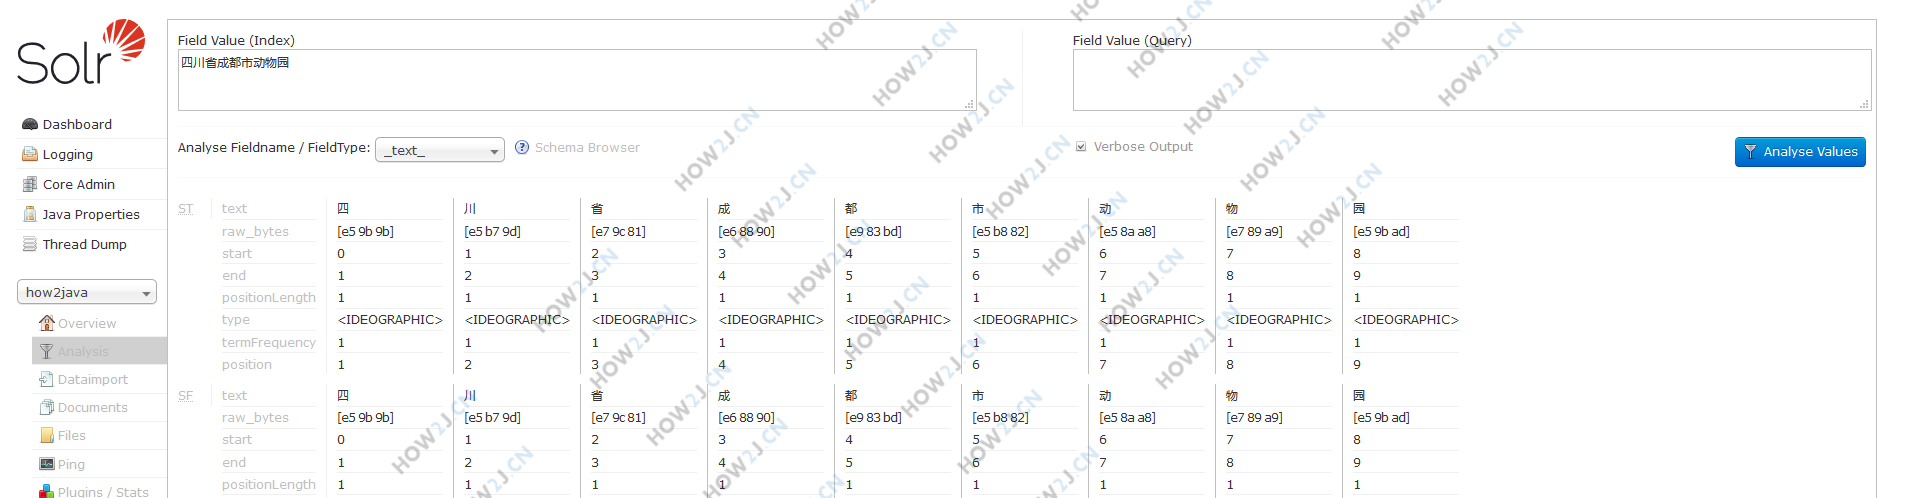 Solr
Field Value (Index)
Field Value (Query)
四川省成都市动物园
Dashboard
Logging
Core Admin
Java Properties
Thread Dump
how2java
Overview
Analysis
Dataimport
Documents
Files
Ping
Plugins / Stats
Analyse Fieldname / FieldType: _text_ ? Schema Browser
Verbose Output
Analyse Values
ST text 四 川 省 成 都 市 动 物 园
raw_bytes [e5 9b 9b] [e5 b7 9d] [e7 9c 81] [e6 88 90] [e9 83 bd] [e5 b8 82] [e5 8a a8] [e7 89 a9] [e5 9b ad]
start 0 1 2 3 4 5 6 7 8
end 1 2 3 4 5 6 7 8 9
positionLength 1 1 1 1 1 1 1 1 1
type <IDEOGRAPHIC> <IDEOGRAPHIC> <IDEOGRAPHIC> <IDEOGRAPHIC> <IDEOGRAPHIC> <IDEOGRAPHIC> <IDEOGRAPHIC> <IDEOGRAPHIC> <IDEOGRAPHIC>
termFrequency 1 1 1 1 1 1 1 1 1
position 1 2 3 4 5 6 7 8 9
SF text 四 川 省 成 都 市 动 物 园
raw_bytes [e5 9b 9b] [e5 b7 9d] [e7 9c 81] [e6 88 90] [e9 83 bd] [e5 b8 82] [e5 8a a8] [e7 89 a9] [e5 9b ad]
start 0 1 2 3 4 5 6 7 8
end 1 2 3 4 5 6 7 8 9
positionLength 1 1 1 1 1 1 1 1 1
HOW2J.CN